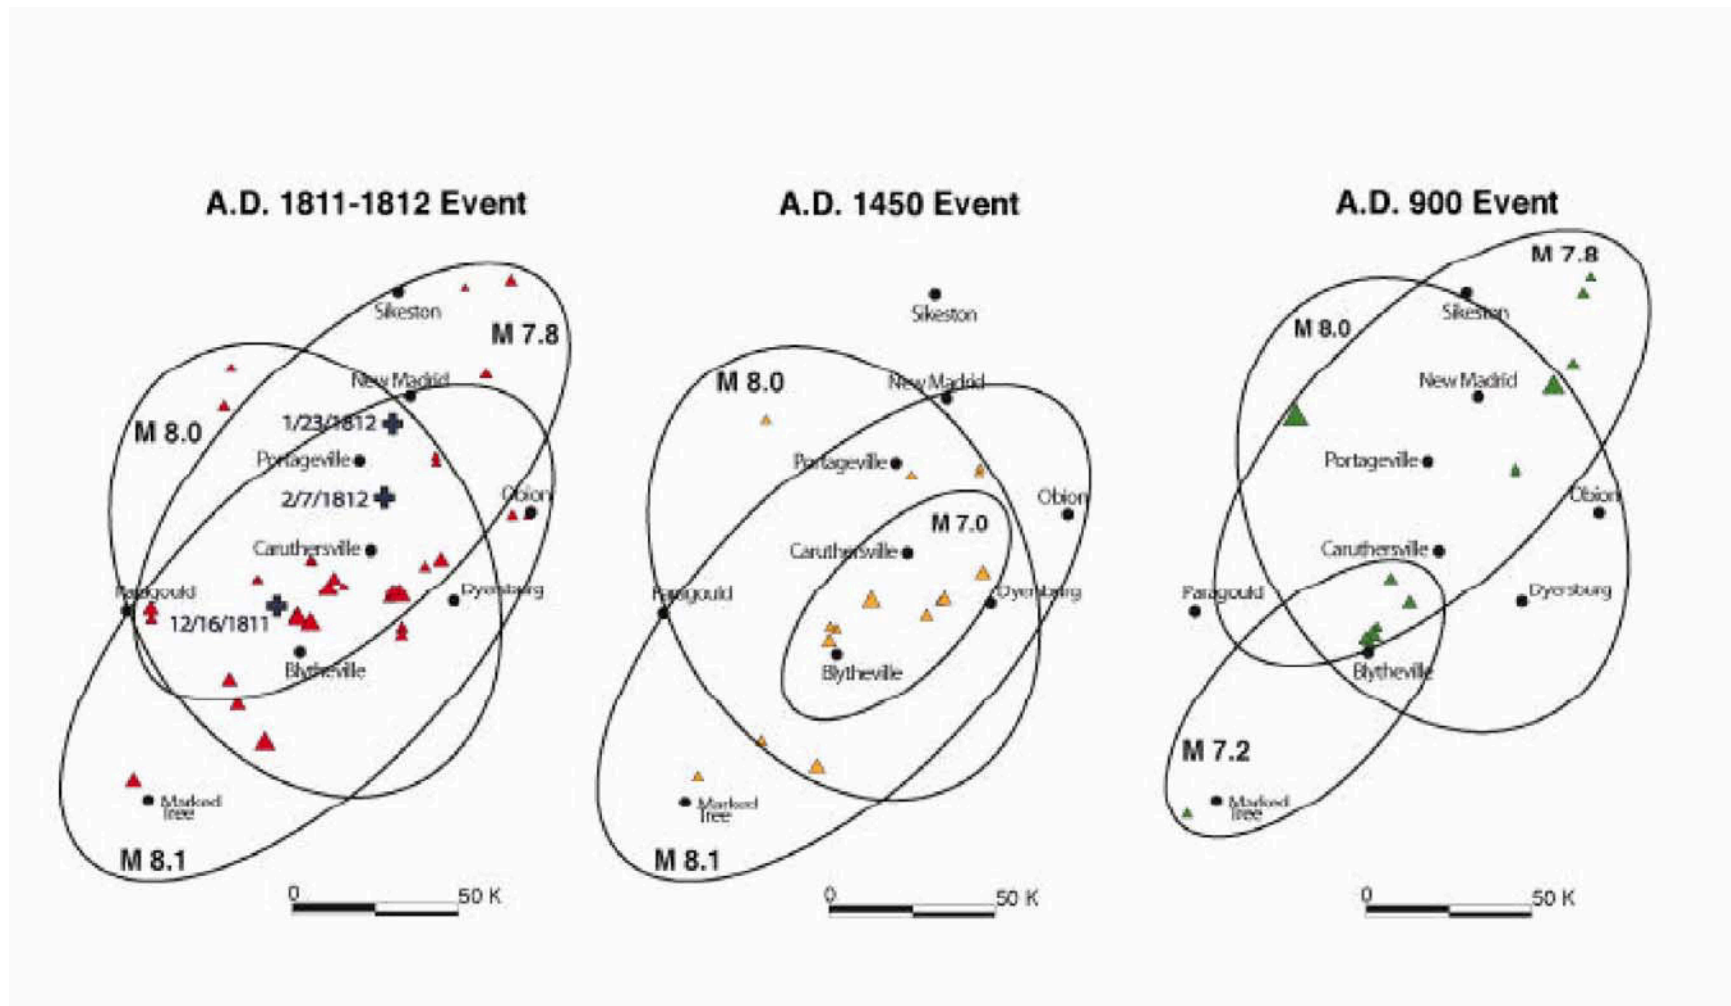 A.D. 1811-1812 Event
M 7.8
Sikeston
New Madrid
M 8.0
1/23/1812
Portageville
2/7/1812
Obion
Caruthersville
Paragould
Dyersburg
12/16/1811
Blytheville
Marked
Tree
M 8.1
0
50 K
A.D. 1450 Event
Sikeston
M 8.0
New Madrid
Portageville
Obion
M 7.0
Caruthersville
Paragould
Dyersburg
Blytheville
Marked
Tree
M 8.1
0
50 K
A.D. 900 Event
M 7.8
M 8.0
Sikeston
New Madrid
Portageville
Obion
Caruthersville
Paragould
Dyersburg
Blytheville
M 7.2
Marked
Tree
0
50 K